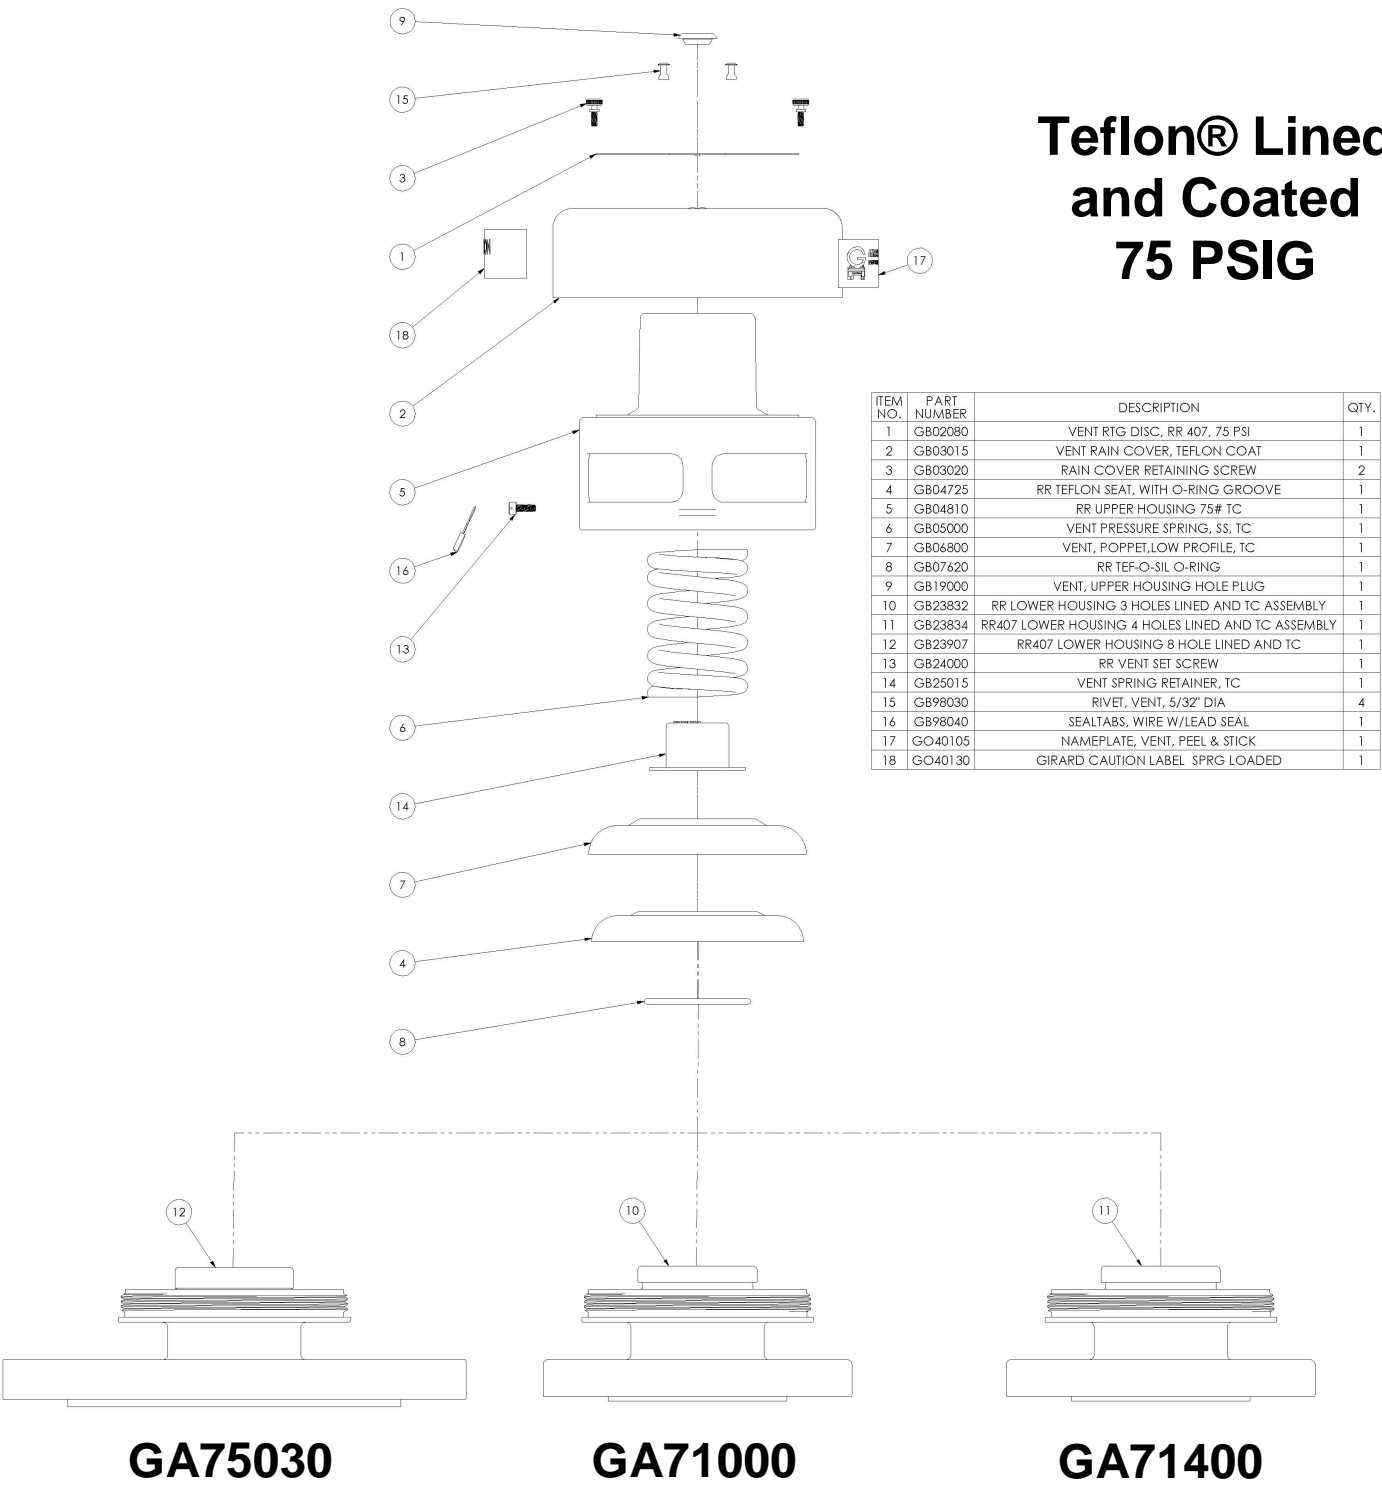 9
15
3
1
18
2
5
16
13
6
14
7
4
8
17
G
Teflon® Lined
and Coated
75 PSIG
ITEM NO. PART NUMBER DESCRIPTION QTY.
1 GB02080 VENT RTG DISC, RR 407, 75 PSI 1
2 GB03015 VENT RAIN COVER, TEFLON COAT 1
3 GB03020 RAIN COVER RETAINING SCREW 2
4 GB04725 RR TEFLON SEAT, WITH O-RING GROOVE 1
5 GB04810 RR UPPER HOUSING 75# TC 1
6 GB05000 VENT PRESSURE SPRING, SS, TC 1
7 GB06800 VENT, POPPET,LOW PROFILE, TC 1
8 GB07620 RR TEF-O-SIL O-RING 1
9 GB19000 VENT, UPPER HOUSING HOLE PLUG 1
10 GB23832 RR LOWER HOUSING 3 HOLES LINED AND TC ASSEMBLY 1
11 GB23834 RR407 LOWER HOUSING 4 HOLES LINED AND TC ASSEMBLY 1
12 GB23907 RR407 LOWER HOUSING 8 HOLE LINED AND TC 1
13 GB24000 RR VENT SET SCREW 1
14 GB25015 VENT SPRING RETAINER, TC 1
15 GB98030 RIVET, VENT, 5/32" DIA 4
16 GB98040 SEALTABS, WIRE W/LEAD SEAL 1
17 GO40105 NAMEPLATE, VENT, PEEL & STICK 1
18 GO40130 GIRARD CAUTION LABEL SPRG LOADED 1
12
10
11
GA75030
GA71000
GA71400